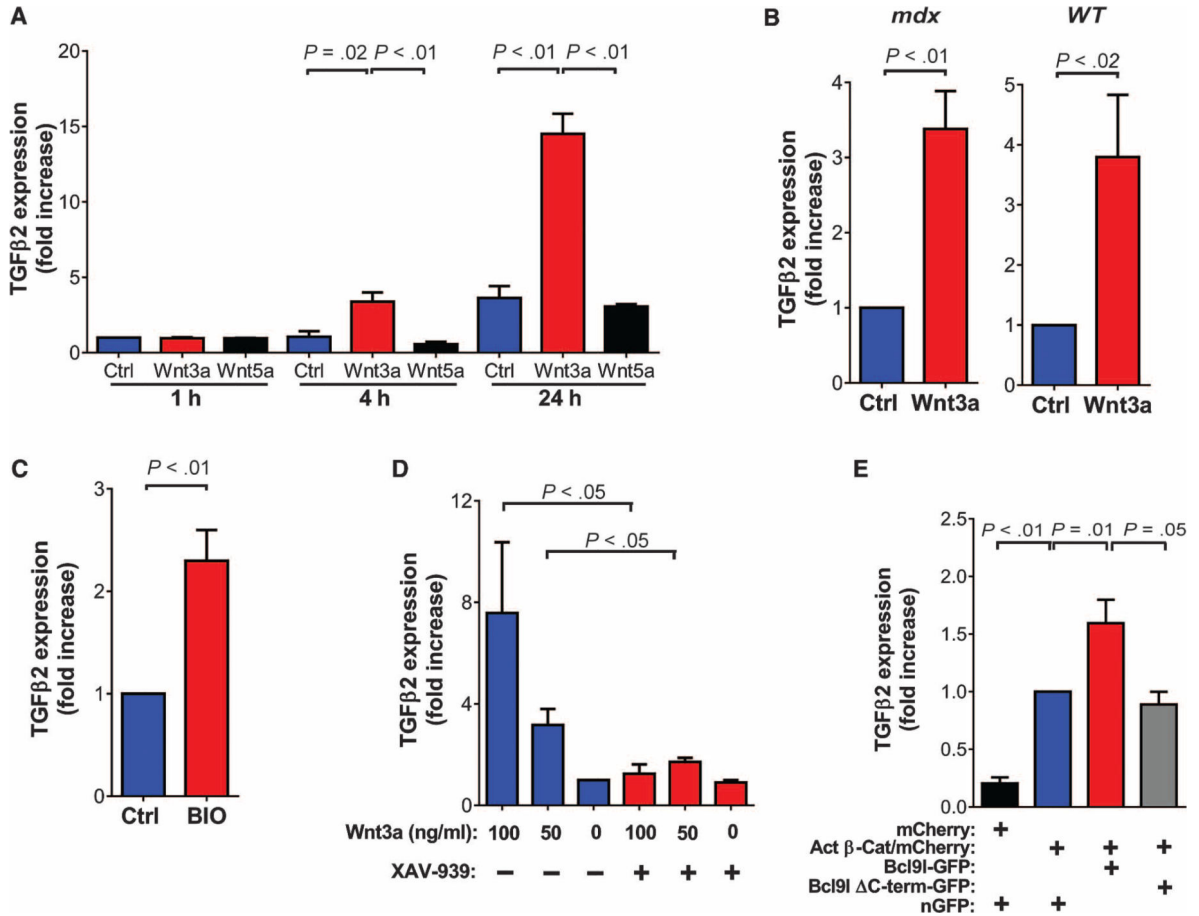 A
TGFβ2 expression
(fold increase)
20
15
10
5
0
P = .02
P < .01
P < .01
P < .01
Ctrl Wnt3a Wnt5a Ctrl Wnt3a Wnt5a Ctrl Wnt3a Wnt5a
1 h 4 h 24 h
B
mdx
WT
TGFβ2 expression
(fold increase)
4
3
2
1
0
P < .01
Ctrl Wnt3a
5
4
3
2
1
0
P < .02
Ctrl Wnt3a
C
TGFβ2 expression
(fold increase)
3
2
1
0
P < .01
Ctrl BIO
D
TGFβ2 expression
(fold increase)
12
8
4
0
P < .05
P < .05
Wnt3a (ng/ml): 100 50 0 100 50 0
XAV-939: – – – + + +
E
TGFβ2 expression
(fold increase)
2.5
2.0
1.5
1.0
0.5
0.0
P < .01 P = .01 P = .05
mCherry: +
Act β-Cat/mCherry: + + +
Bcl9l-GFP: +
Bcl9l ΔC-term-GFP: +
nGFP: + +